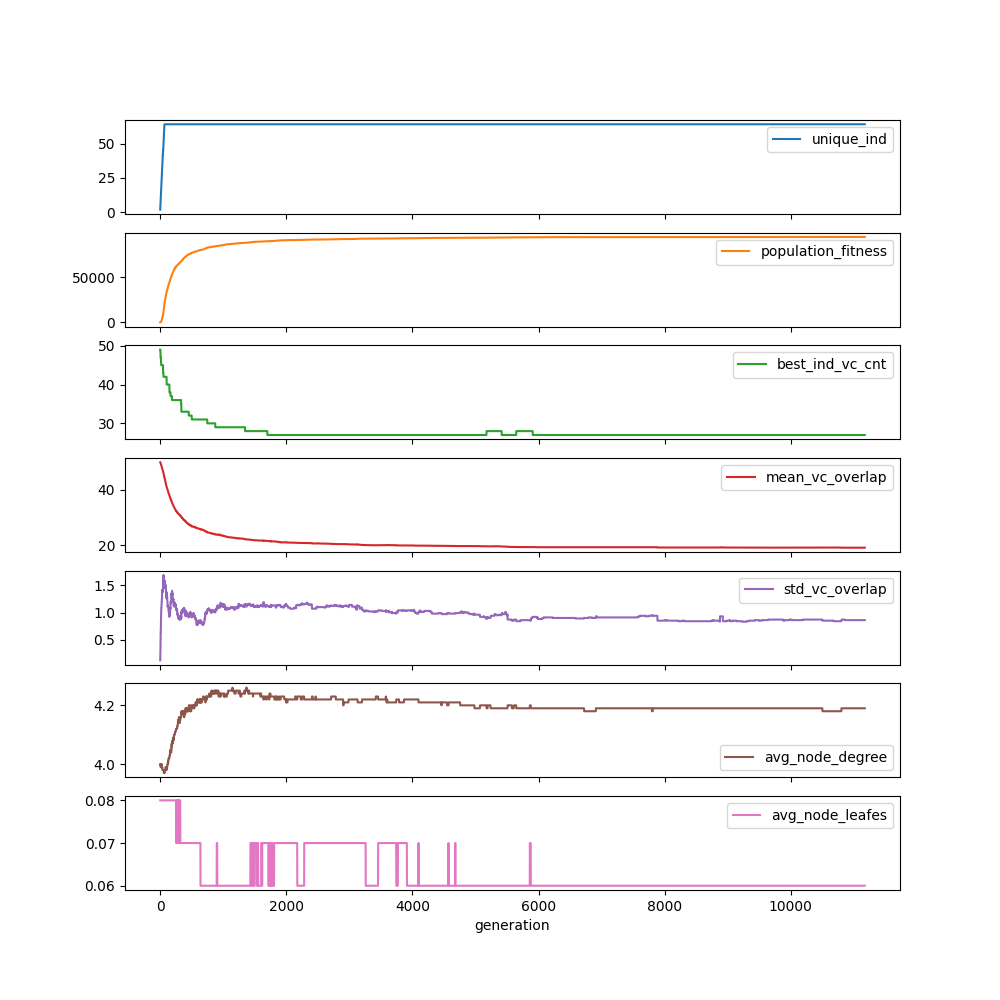 50
25
0
unique_ind
50000
0
population_fitness
50
40
30
best_ind_vc_cnt
40
20
mean_vc_overlap
1.5
1.0
0.5
std_vc_overlap
4.2
4.0
avg_node_degree
0.08
0.07
0.06
avg_node_leafes
0 2000 4000 6000 8000 10000
generation